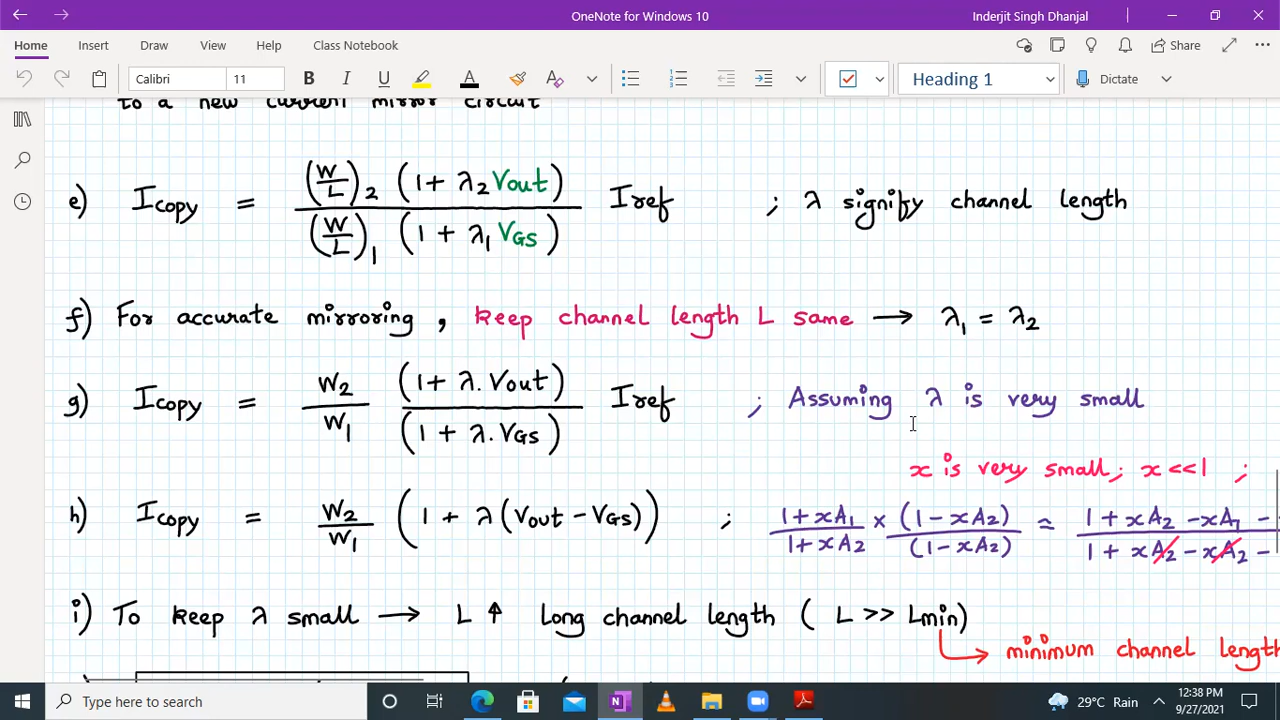 OneNote for Windows 10
Inderjit Singh Dhanjal
Home Insert Draw View Help Class Notebook
Share
Calibri 11 B I U A Heading 1 Dictate
to a new current mirror circuit
e) Icopy = (W/L)2 (1 + λ2 Vout) / (W/L)1 (1 + λ1 VGS) Iref ; λ signify channel length
f) For accurate mirroring, keep channel length L same → λ1 = λ2
g) Icopy = W2/W1 (1 + λ. Vout) / (1 + λ. VGS) Iref ; Assuming λ is very small
x is very small; x <<1 ;
h) Icopy = W2/W1 (1 + λ (Vout - VGS)) ; 1 + xA1 / 1 + xA2 x (1 - xA2) / (1 - xA2) ≈ 1 + xA2 - xA1 - / 1 + xA2 - xA2 -
i) To keep λ small → L ↑ Long channel length ( L >> Lmin)
minimum channel length
Type here to search
29°C Rain
12:38 PM
9/27/2021